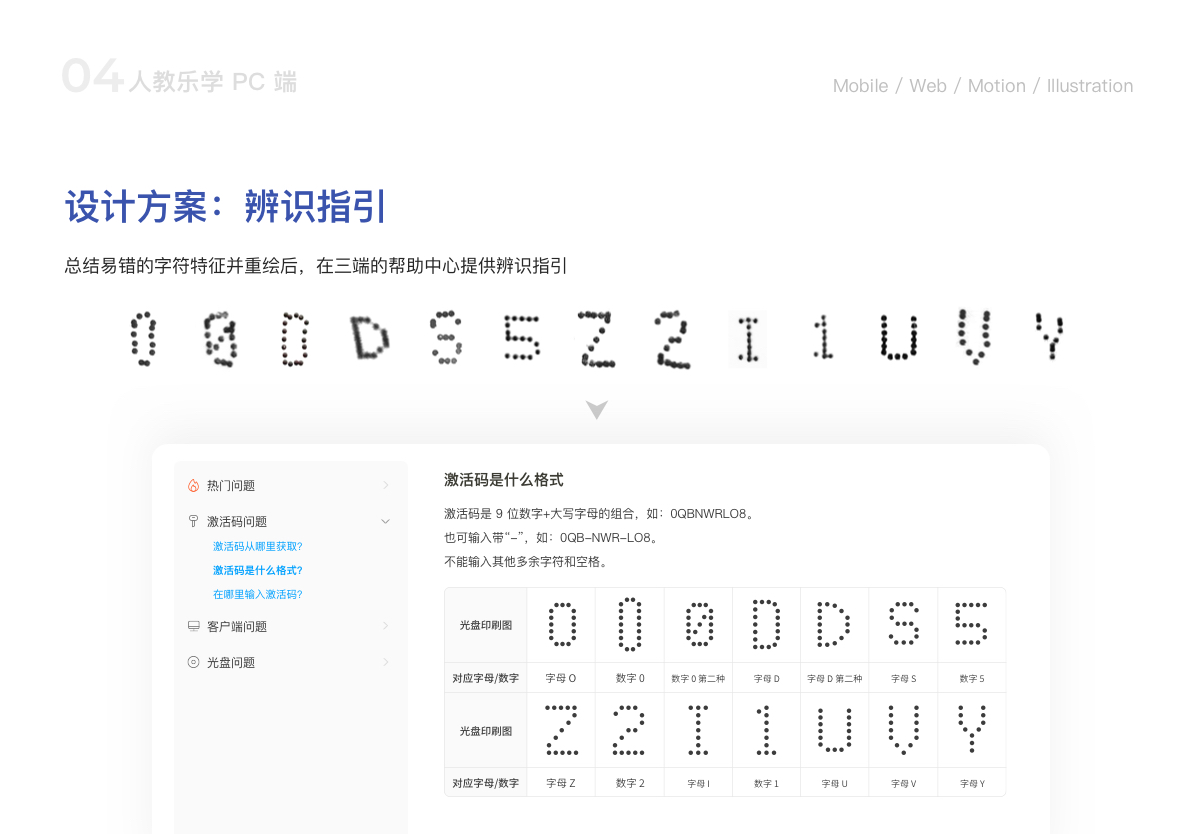 04 人教乐学 PC 端
Mobile / Web / Motion / Illustration
设计方案：辨识指引
总结易错的字符特征并重绘后，在三端的帮助中心提供辨识指引
0 0 D D S 5 Z 2 I 1 U V Y
热门问题
激活码问题
激活码从哪里获取?
激活码是什么格式?
在哪里输入激活码?
客户端问题
光盘问题
激活码是什么格式
激活码是 9 位数字+大写字母的组合，如：0QBNWRLO8。
也可输入带“-”，如：0QB-NWR-LO8。
不能输入其他多余字符和空格。
光盘印刷图 O 0 0 D D S 5
对应字母/数字 字母 O 数字 0 数字 0 第二种 字母 D 字母 D 第二种 字母 S 数字 5
光盘印刷图 Z 2 I 1 U V Y
对应字母/数字 字母 Z 数字 2 字母 I 数字 1 字母 U 字母 V 字母 Y